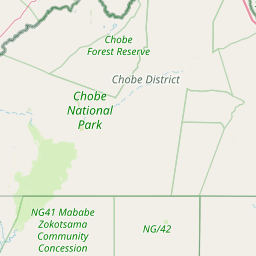 Chobe
Forest Reserve
Chobe District
Chobe
National
Park
NG41 Mababe
Zokotsama
Community
Concession
NG/42